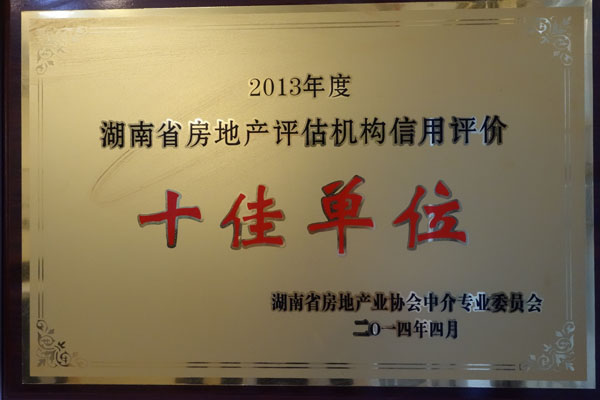 2013年度
湖南省房地产评估机构信用评价
十佳单位
湖南省房地产业协会中介专业委员会
二0一四年四月